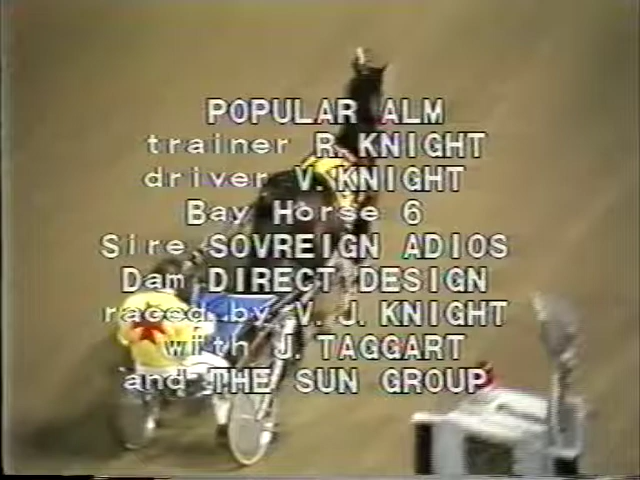 POPULAR ALM
trainer R. KNIGHT
driver V. KNIGHT
Bay Horse 6
Sire SOVREIGN ADIOS
Dam DIRECT DESIGN
raced by V. J. KNIGHT
with J. TAGGART
and THE SUN GROUP